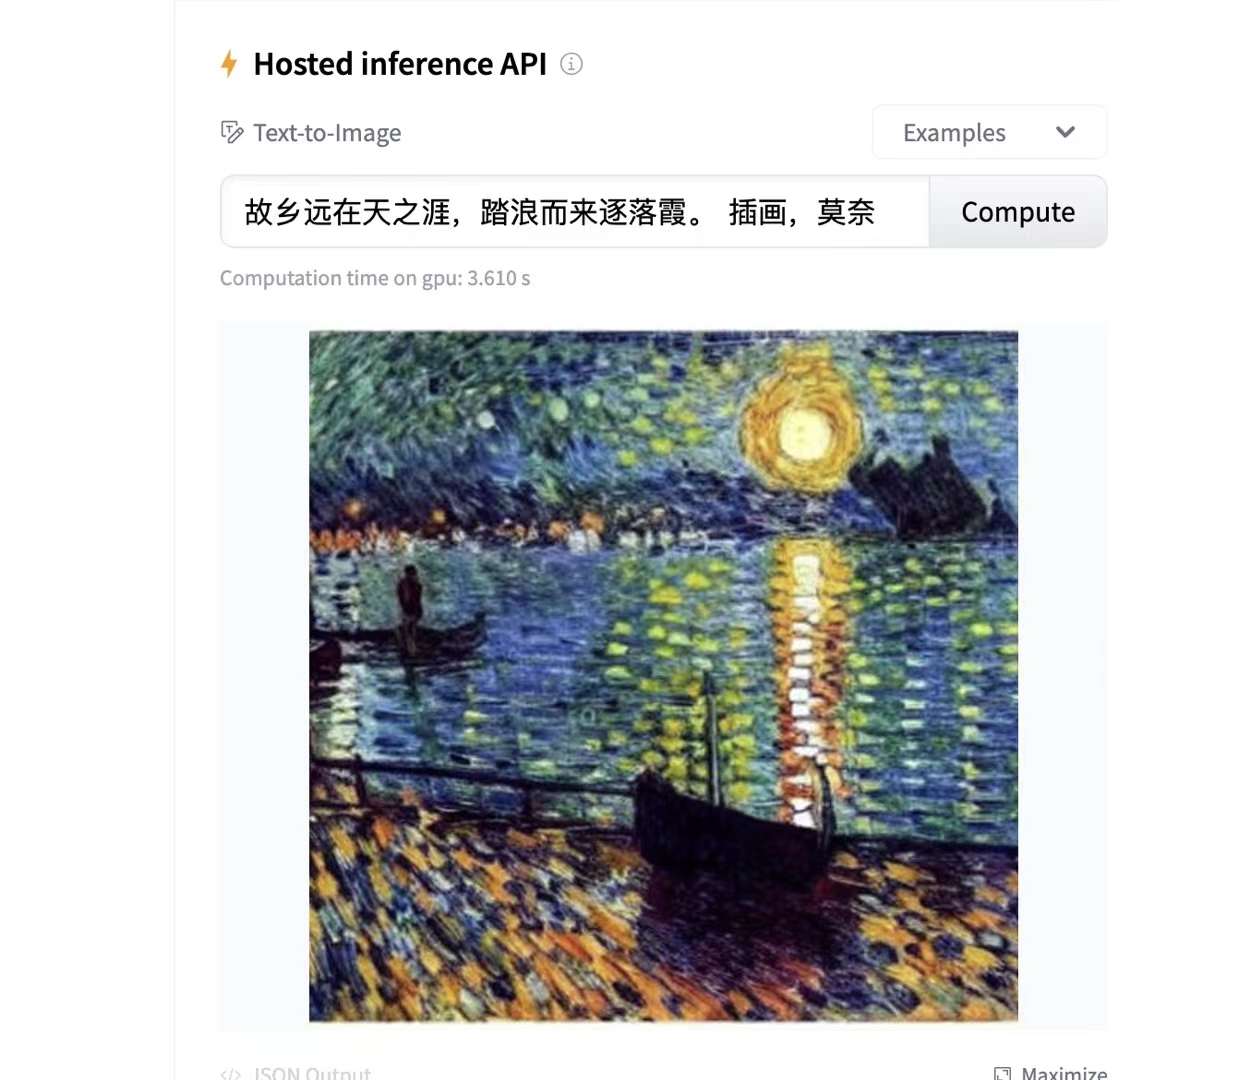 Hosted inference API
Text-to-Image
Examples
故乡远在天之涯，踏浪而来逐落霞。 插画，莫奈
Compute
Computation time on gpu: 3.610 s
JSON Output
Maximize